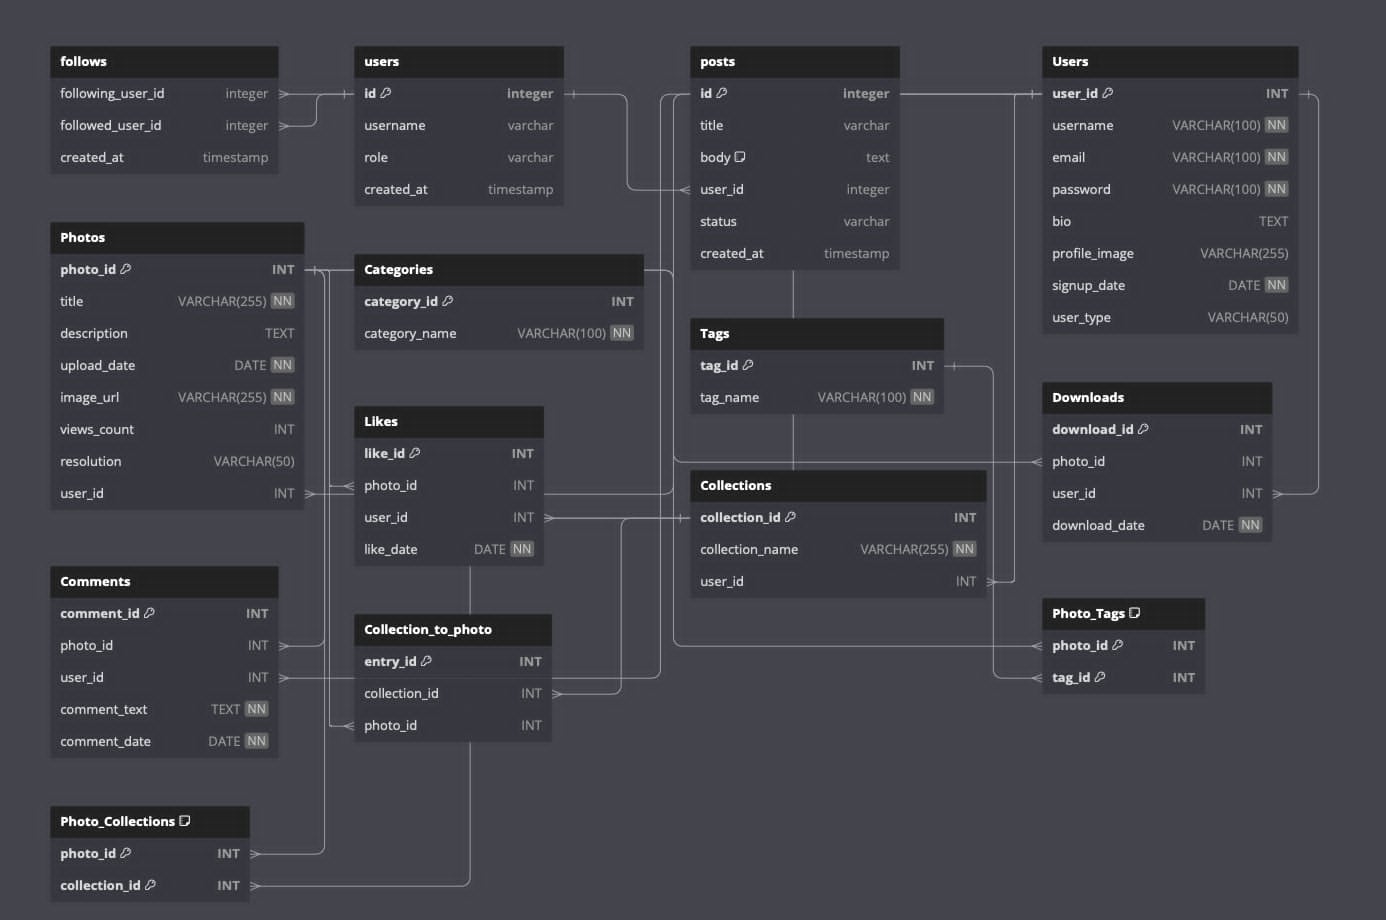 follows
following_user_id integer
followed_user_id integer
created_at timestamp
users
id integer
username varchar
role varchar
created_at timestamp
posts
id integer
title varchar
body text
user_id integer
status varchar
created_at timestamp
Users
user_id INT
username VARCHAR(100) NN
email VARCHAR(100) NN
password VARCHAR(100) NN
bio TEXT
profile_image VARCHAR(255)
signup_date DATE NN
user_type VARCHAR(50)
Photos
photo_id INT
title VARCHAR(255) NN
description TEXT
upload_date DATE NN
image_url VARCHAR(255) NN
views_count INT
resolution VARCHAR(50)
user_id INT
Categories
category_id INT
category_name VARCHAR(100) NN
Tags
tag_id INT
tag_name VARCHAR(100) NN
Downloads
download_id INT
photo_id INT
user_id INT
download_date DATE NN
Likes
like_id INT
photo_id INT
user_id INT
like_date DATE NN
Collections
collection_id INT
collection_name VARCHAR(255) NN
user_id INT
Comments
comment_id INT
photo_id INT
user_id INT
comment_text TEXT NN
comment_date DATE NN
Collection_to_photo
entry_id INT
collection_id INT
photo_id INT
Photo_Tags
photo_id INT
tag_id INT
Photo_Collections
photo_id INT
collection_id INT